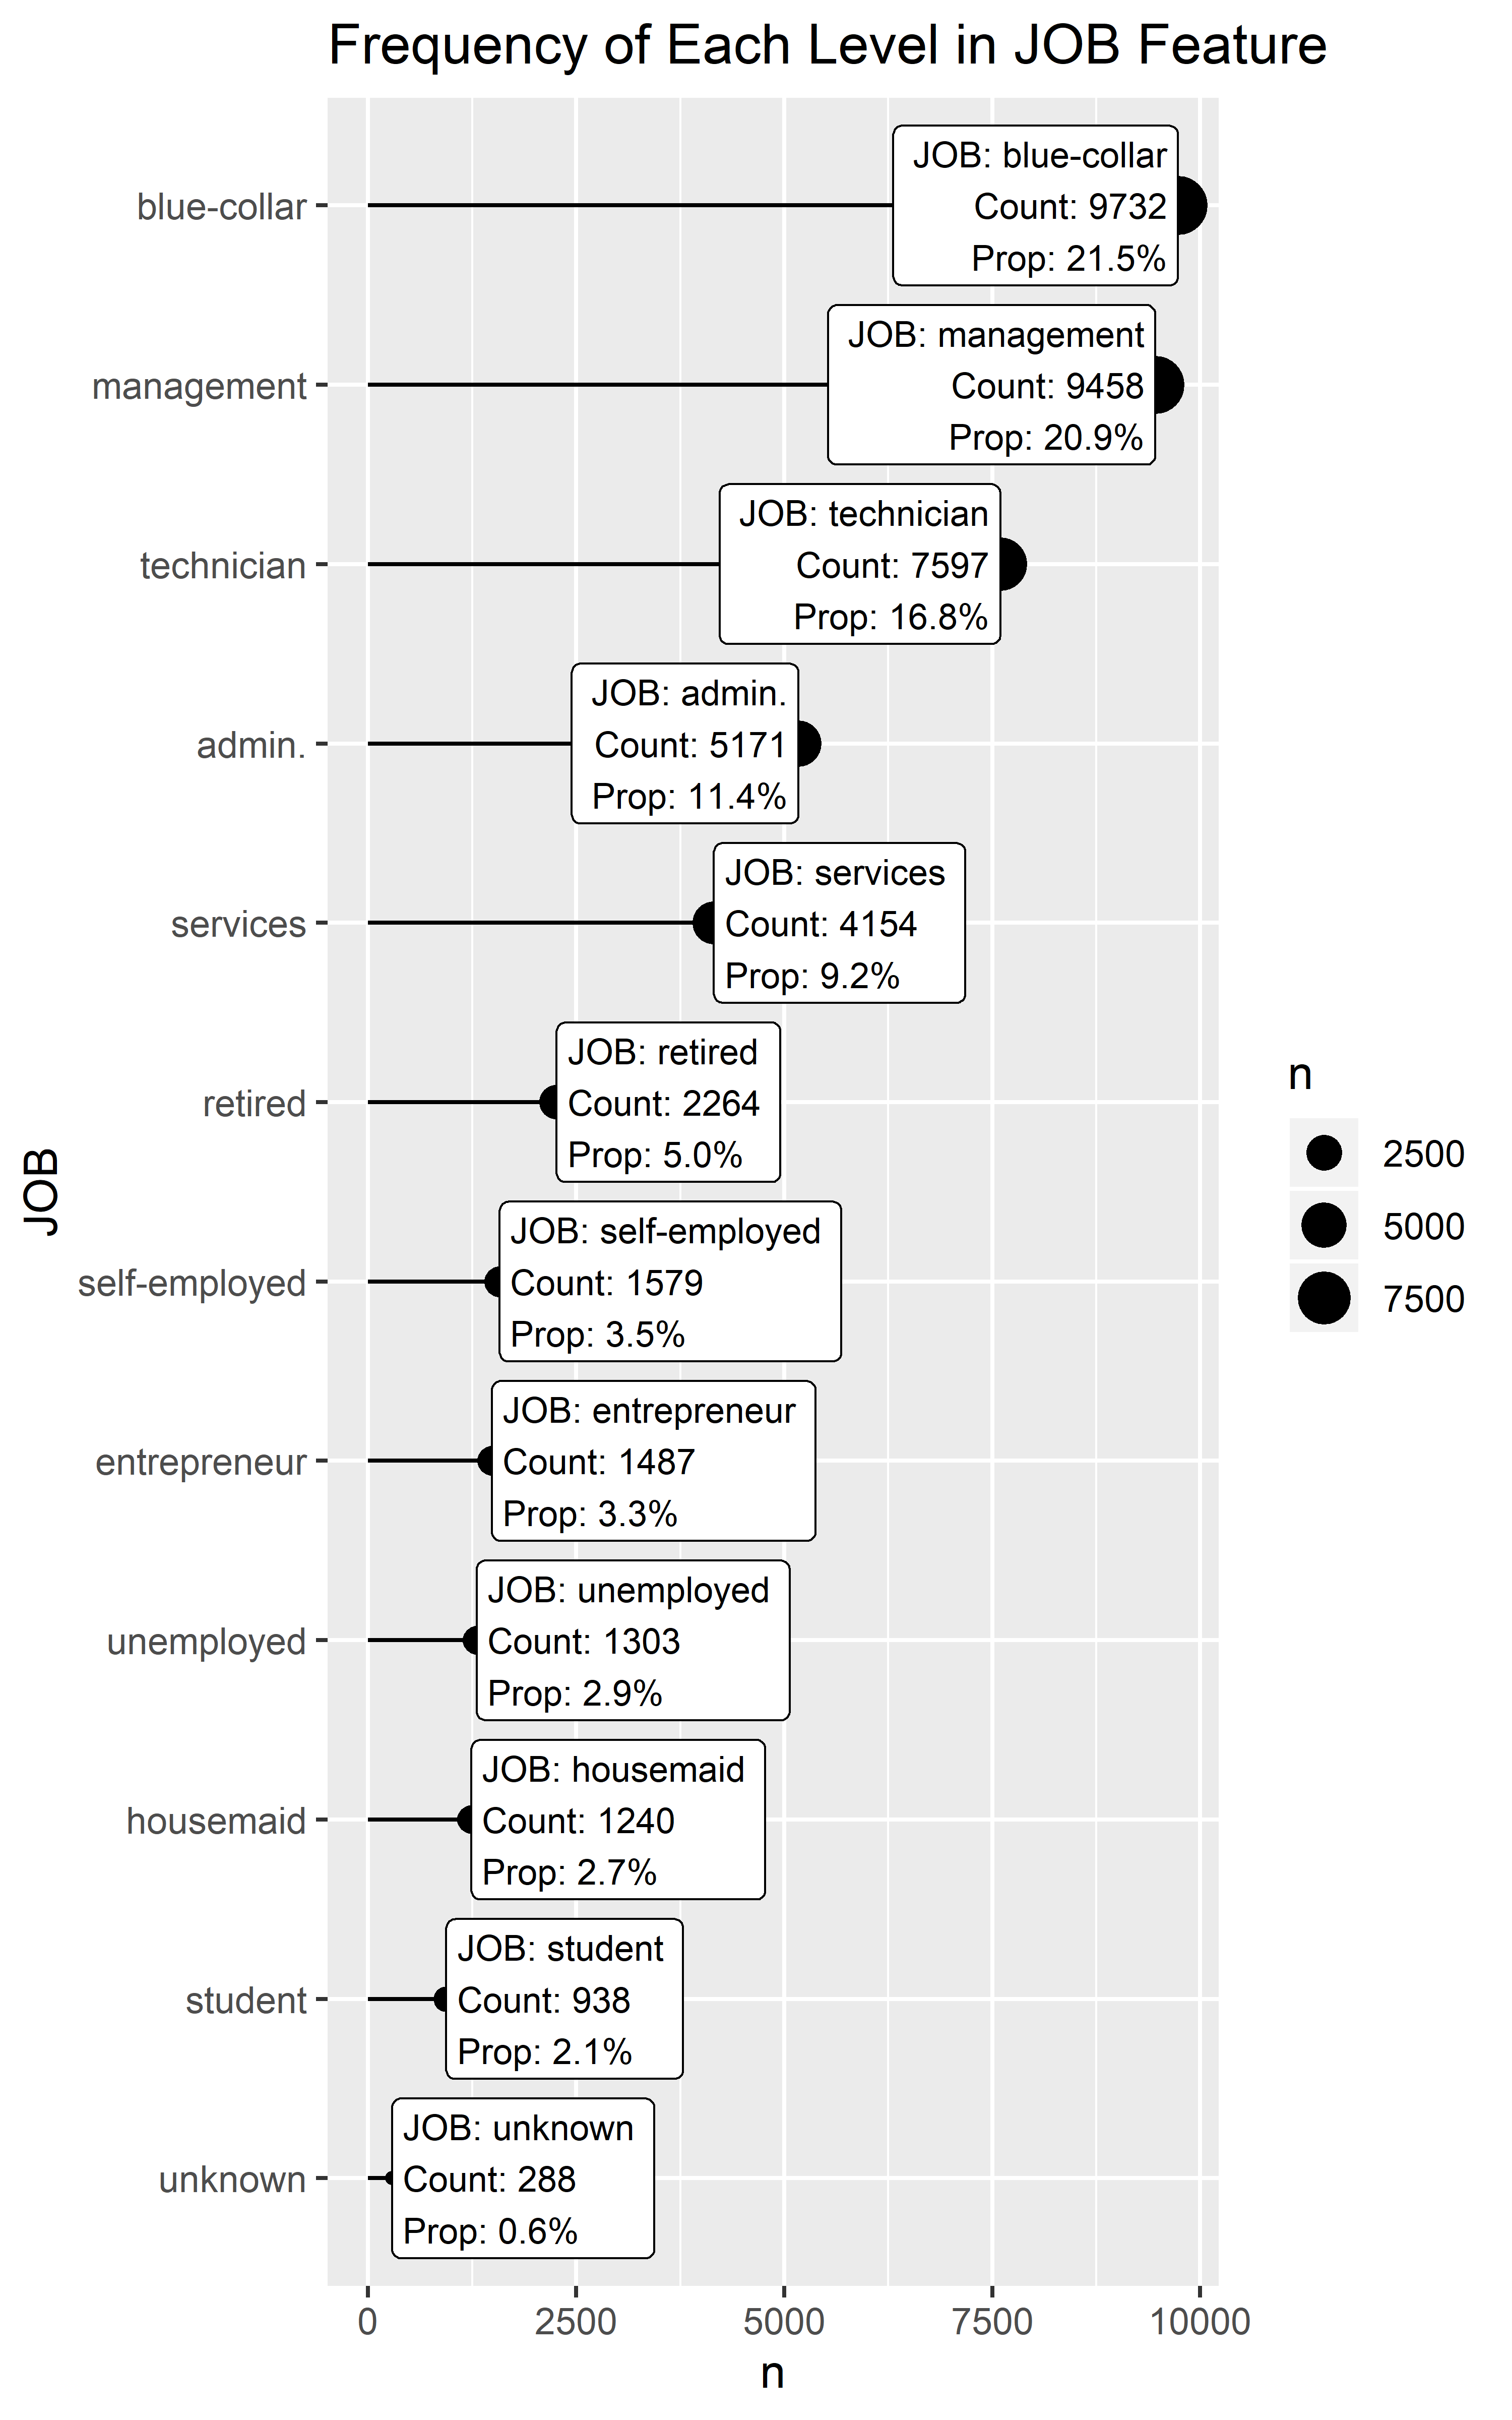 Frequency of Each Level in JOB Feature
blue-collar
JOB: blue-collar
Count: 9732
Prop: 21.5%
management
JOB: management
Count: 9458
Prop: 20.9%
technician
JOB: technician
Count: 7597
Prop: 16.8%
admin.
JOB: admin.
Count: 5171
Prop: 11.4%
services
JOB: services
Count: 4154
Prop: 9.2%
retired
JOB: retired
Count: 2264
Prop: 5.0%
self-employed
JOB: self-employed
Count: 1579
Prop: 3.5%
entrepreneur
JOB: entrepreneur
Count: 1487
Prop: 3.3%
unemployed
JOB: unemployed
Count: 1303
Prop: 2.9%
housemaid
JOB: housemaid
Count: 1240
Prop: 2.7%
student
JOB: student
Count: 938
Prop: 2.1%
unknown
JOB: unknown
Count: 288
Prop: 0.6%
JOB
0 2500 5000 7500 10000
n
n
2500
5000
7500